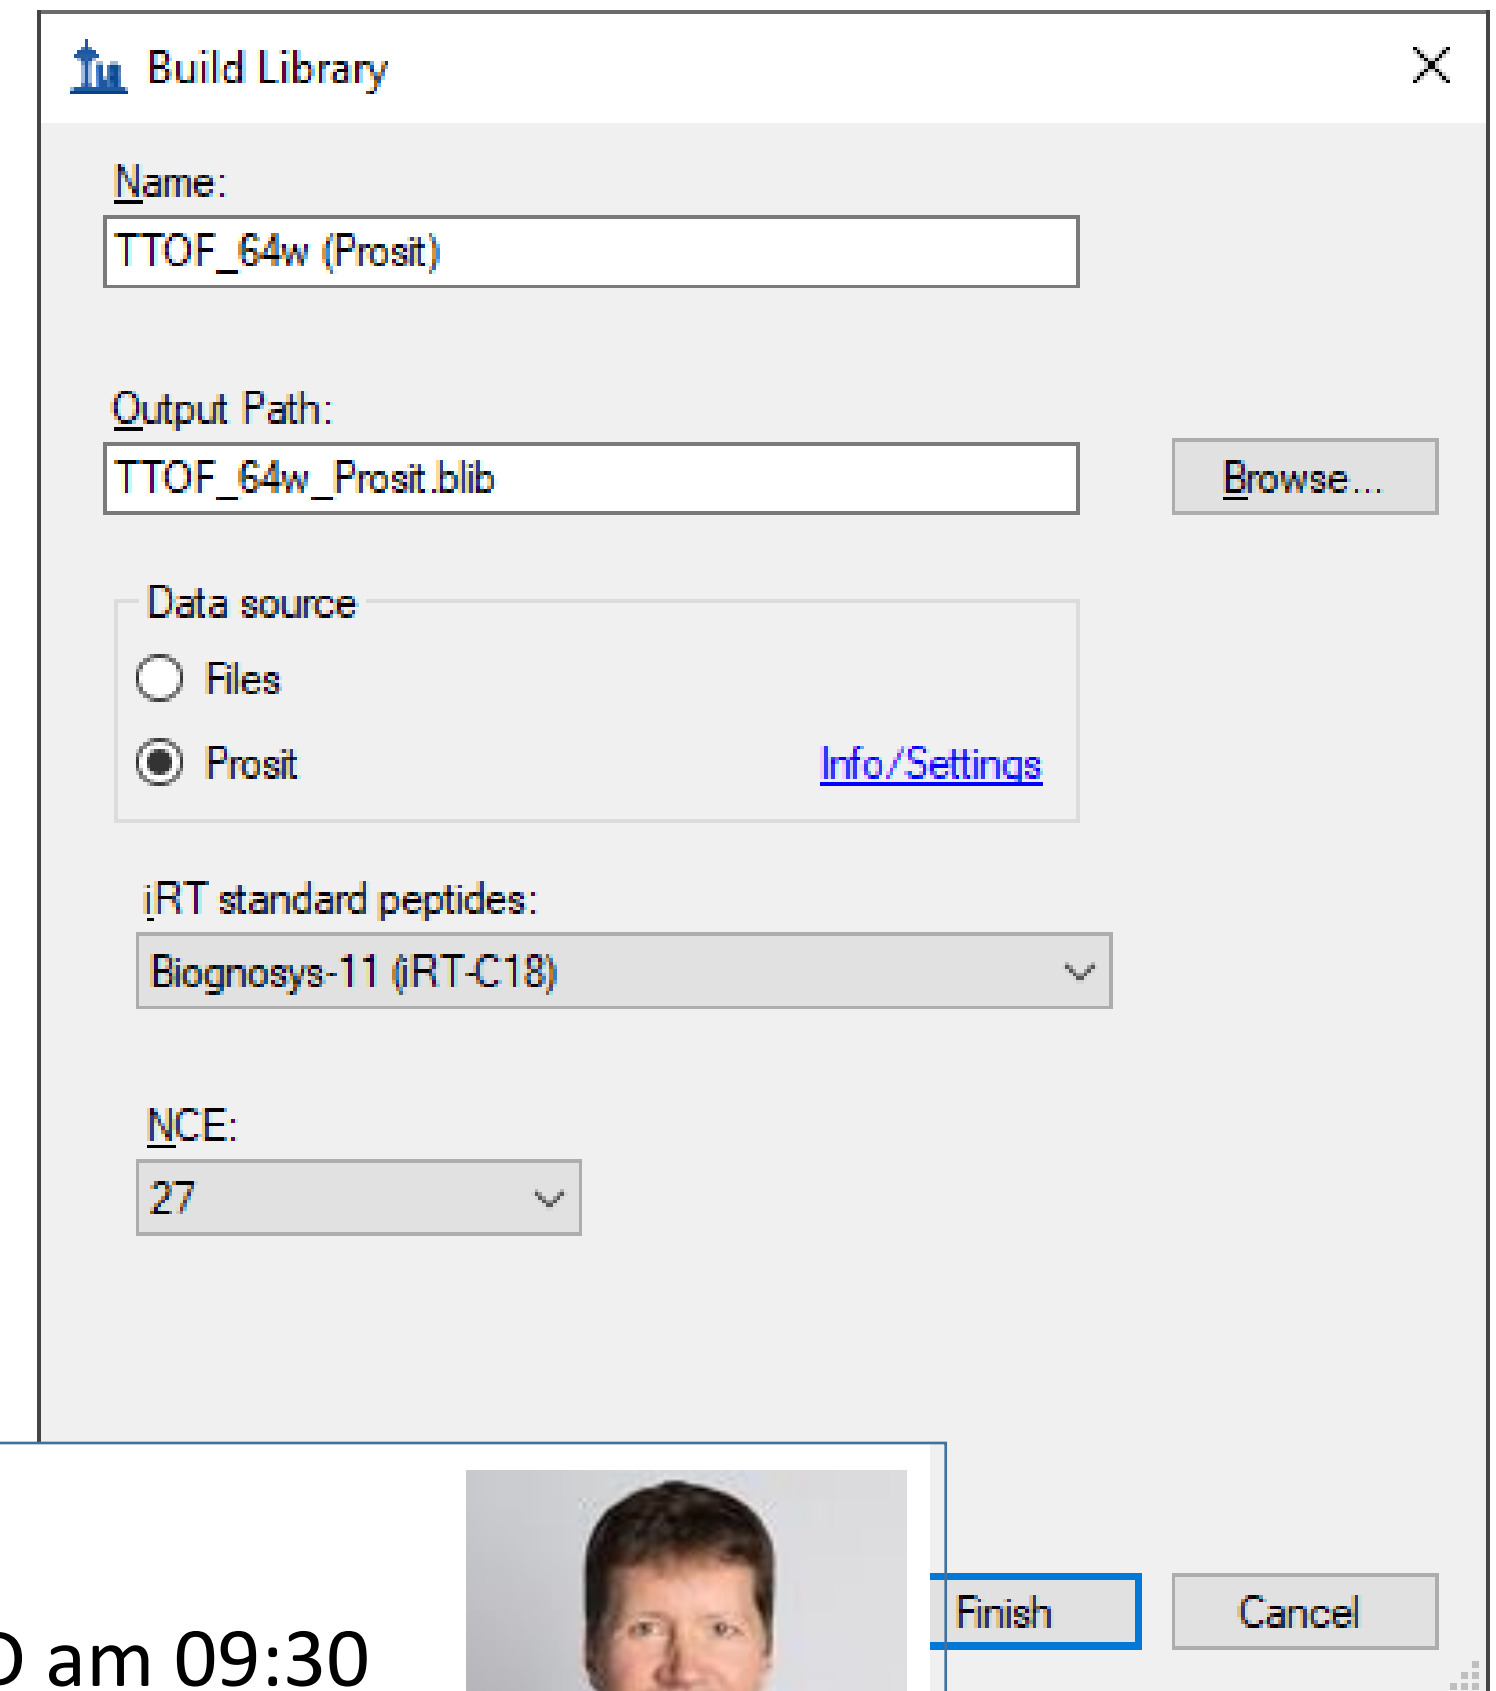 Build Library
Name:
TTOF_64w (Prosit)
Output Path:
TTOF_64w_Prosit.blib
Browse...
Data source
Files
Prosit
Info/Settings
iRT standard peptides:
Biognosys-11 (iRT-C18)
NCE:
27
Finish
Cancel
am 09:30